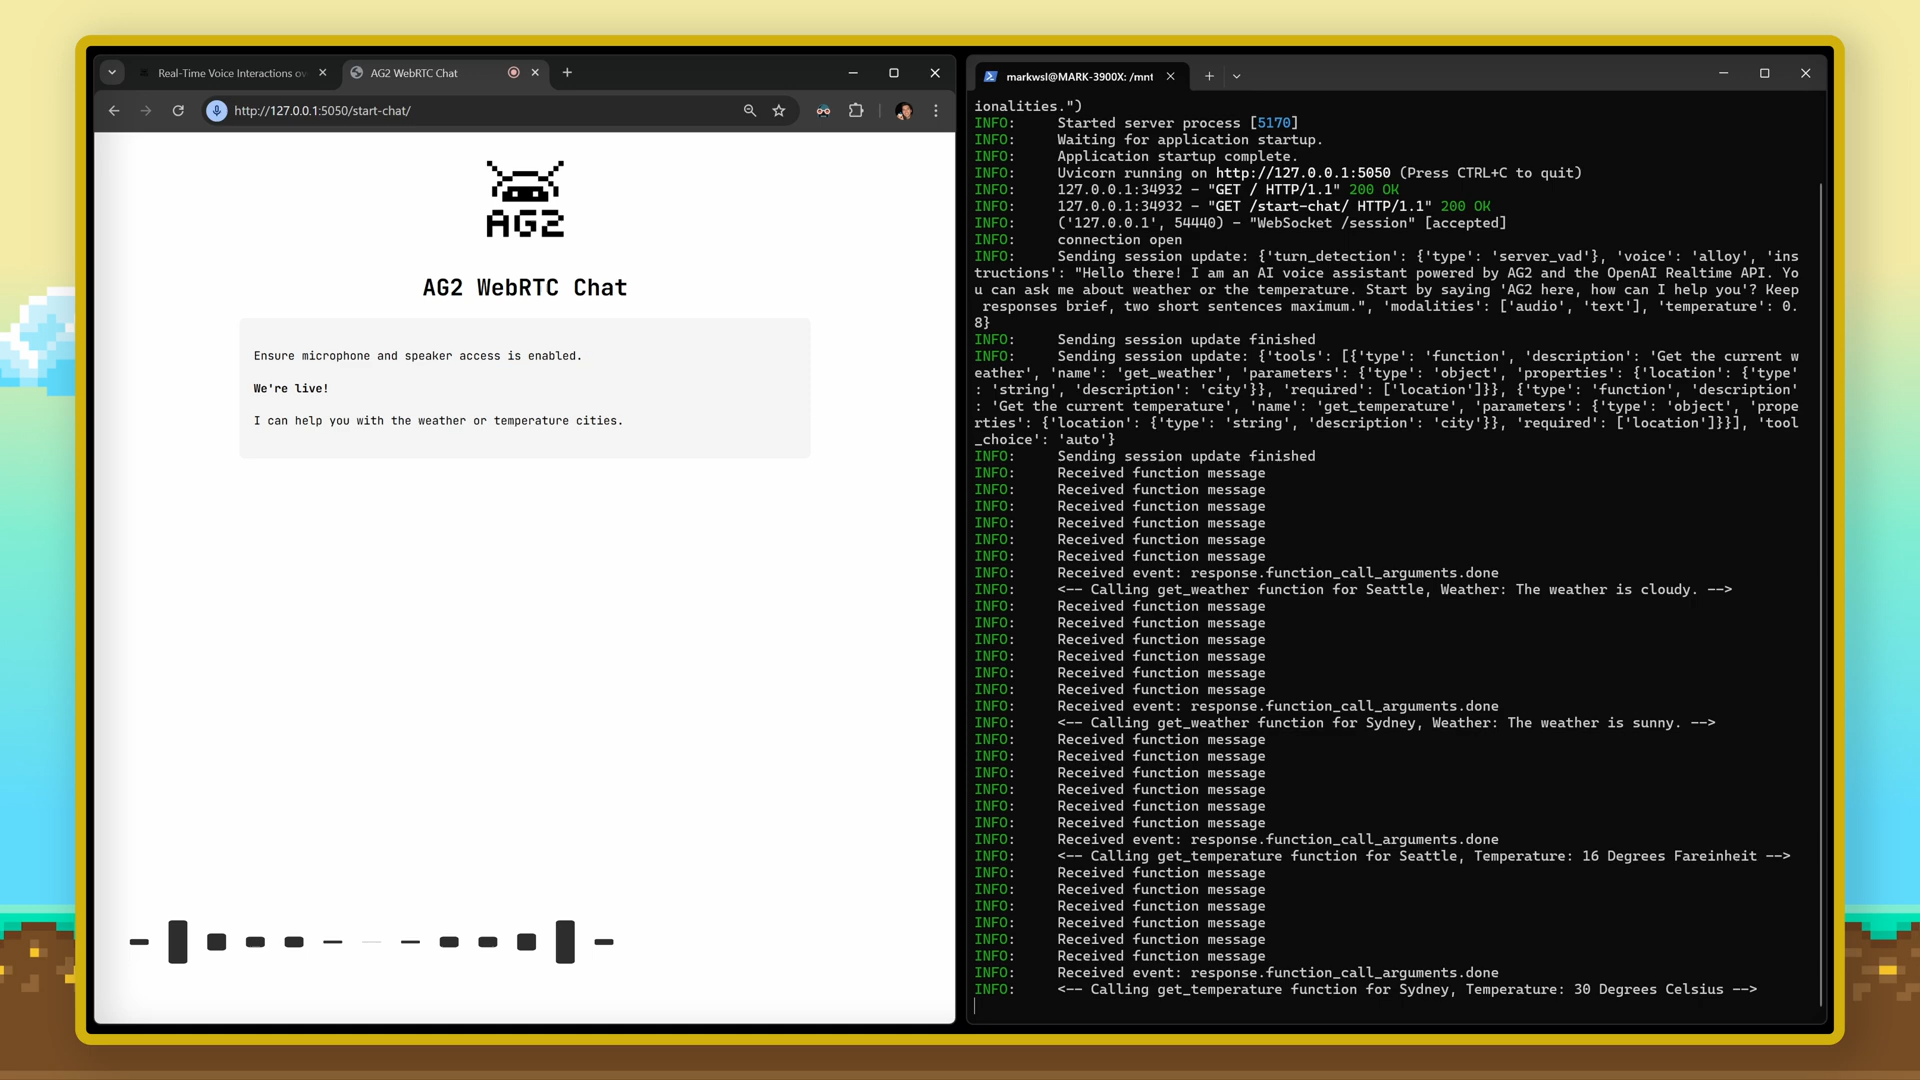 Real-Time Voice Interactions ov
AG2 WebRTC Chat
http://127.0.0.1:5050/start-chat/
AG2
AG2 WebRTC Chat
Ensure microphone and speaker access is enabled.
We're live!
I can help you with the weather or temperature cities.
markwsl@MARK-3900X: /mnt
ionalities.")
INFO:     Started server process [5170]
INFO:     Waiting for application startup.
INFO:     Application startup complete.
INFO:     Uvicorn running on http://127.0.0.1:5050 (Press CTRL+C to quit)
INFO:     127.0.0.1:34932 - "GET / HTTP/1.1" 200 OK
INFO:     127.0.0.1:34932 - "GET /start-chat/ HTTP/1.1" 200 OK
INFO:     ('127.0.0.1', 54440) - "WebSocket /session" [accepted]
INFO:     connection open
INFO:     Sending session update: {'turn_detection': {'type': 'server_vad'}, 'voice': 'alloy', 'ins
tructions': "Hello there! I am an AI voice assistant powered by AG2 and the OpenAI Realtime API. Yo
u can ask me about weather or the temperature. Start by saying 'AG2 here, how can I help you'? Keep
 responses brief, two short sentences maximum.", 'modalities': ['audio', 'text'], 'temperature': 0.
8}
INFO:     Sending session update finished
INFO:     Sending session update: {'tools': [{'type': 'function', 'description': 'Get the current w
eather', 'name': 'get_weather', 'parameters': {'type': 'object', 'properties': {'location': {'type'
: 'string', 'description': 'city'}}, 'required': ['location']}}, {'type': 'function', 'description'
: 'Get the current temperature', 'name': 'get_temperature', 'parameters': {'type': 'object', 'prope
rties': {'location': {'type': 'string', 'description': 'city'}}, 'required': ['location']}}], 'tool
_choice': 'auto'}
INFO:     Sending session update finished
INFO:     Received function message
INFO:     Received function message
INFO:     Received function message
INFO:     Received function message
INFO:     Received function message
INFO:     Received function message
INFO:     Received event: response.function_call_arguments.done
INFO:     <-- Calling get_weather function for Seattle, Weather: The weather is cloudy. -->
INFO:     Received function message
INFO:     Received function message
INFO:     Received function message
INFO:     Received function message
INFO:     Received function message
INFO:     Received function message
INFO:     Received event: response.function_call_arguments.done
INFO:     <-- Calling get_weather function for Sydney, Weather: The weather is sunny. -->
INFO:     Received function message
INFO:     Received function message
INFO:     Received function message
INFO:     Received function message
INFO:     Received function message
INFO:     Received function message
INFO:     Received event: response.function_call_arguments.done
INFO:     <-- Calling get_temperature function for Seattle, Temperature: 16 Degrees Fareinheit -->
INFO:     Received function message
INFO:     Received function message
INFO:     Received function message
INFO:     Received function message
INFO:     Received function message
INFO:     Received function message
INFO:     Received event: response.function_call_arguments.done
INFO:     <-- Calling get_temperature function for Sydney, Temperature: 30 Degrees Celsius -->